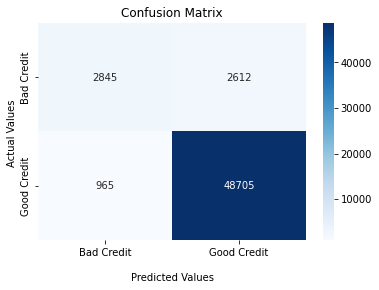 Confusion Matrix
Bad Credit
2845
2612
Good Credit
965
48705
Actual Values
Bad Credit
Good Credit
Predicted Values
40000
30000
20000
10000